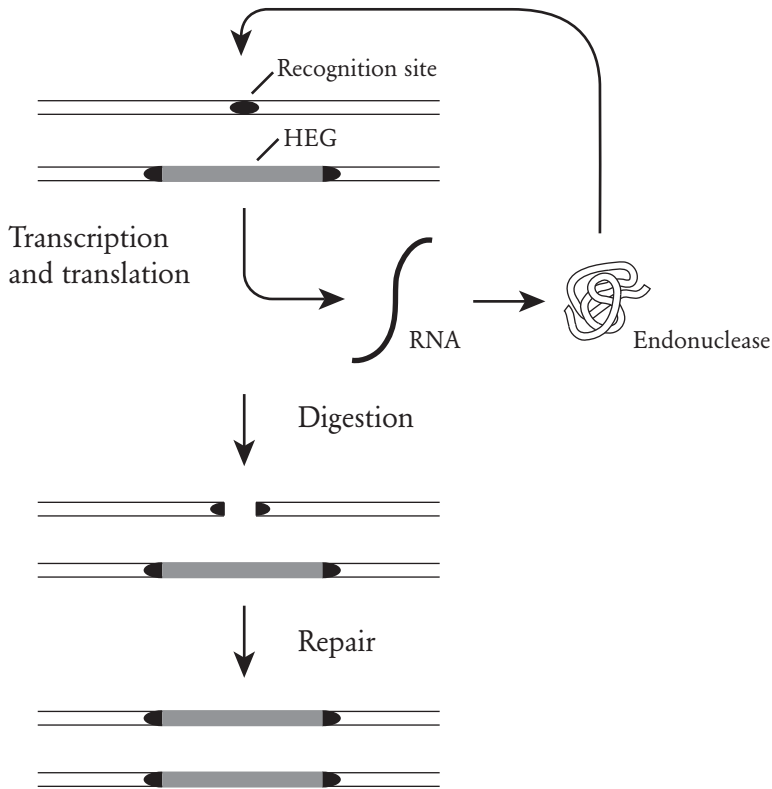 Recognition site
HEG
Transcription
and translation
RNA
Endonuclease
Digestion
Repair